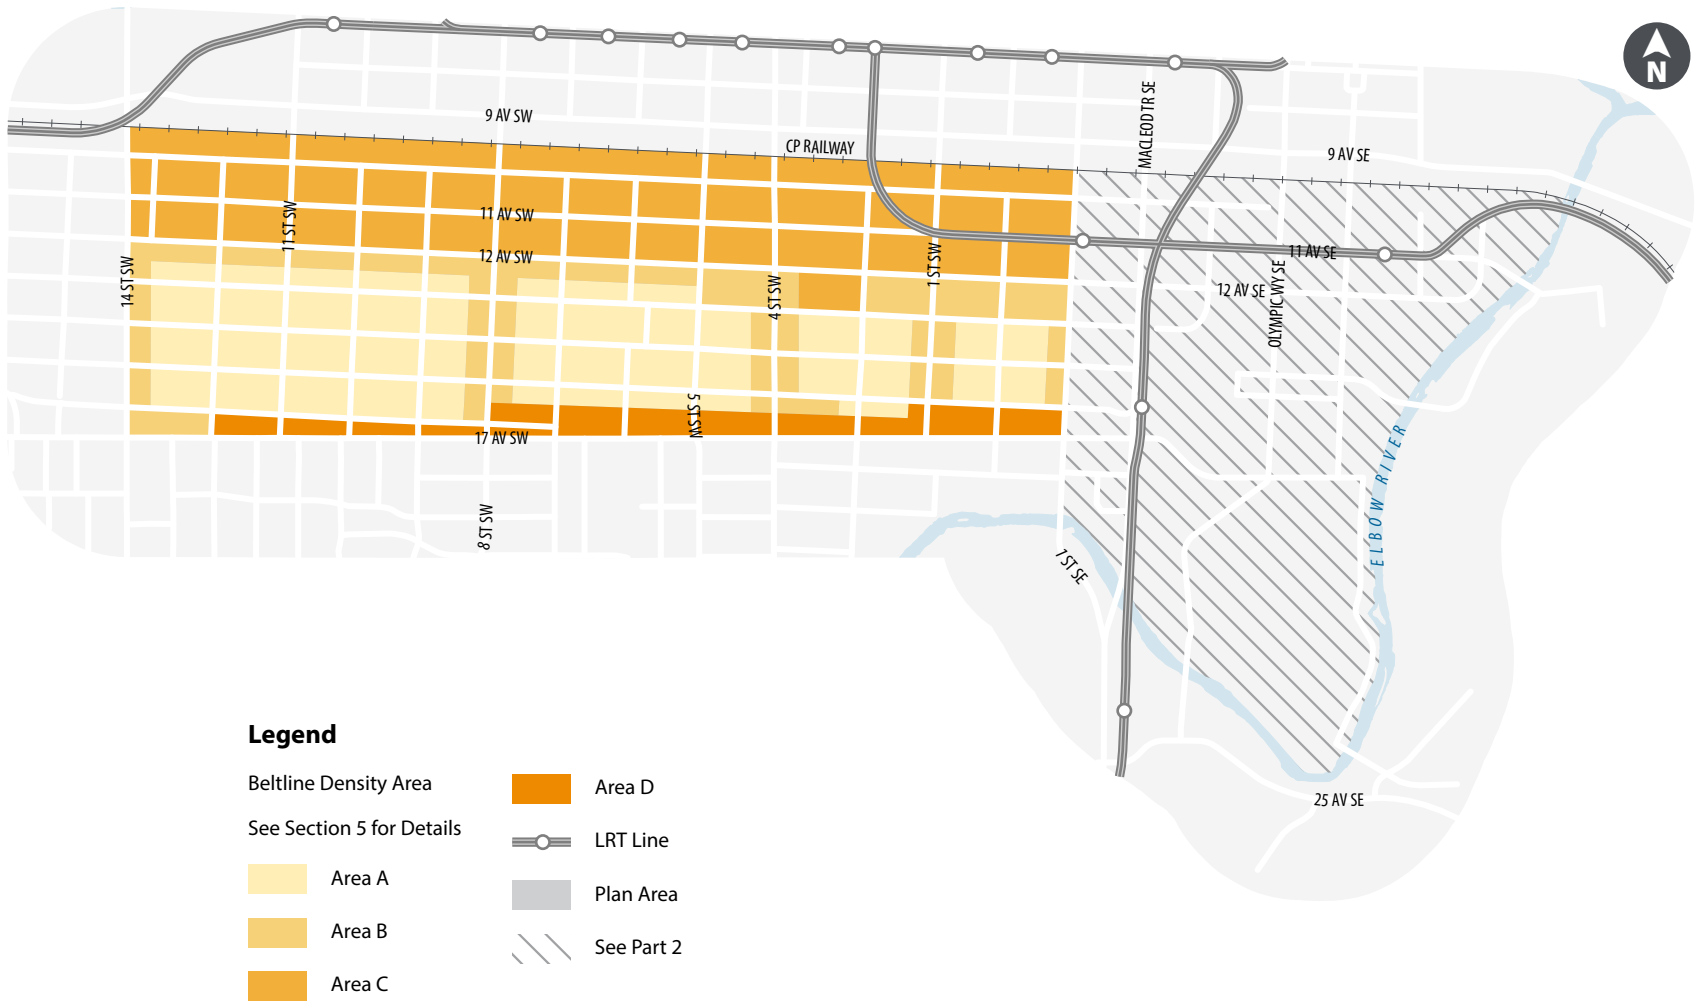 N
MACLEOD TR SE
9 AV SW
CP RAILWAY
9 AV SE
11 ST SW
11 AV SW
12 AV SW
1 ST SW
11 AV SE
14 ST SW
4 ST SW
12 AV SE
OLYMPIC WY SE
5 ST SW
17 AV SW
ELBOW RIVER
8 ST SW
1 ST SE
25 AV SE
Legend
Beltline Density Area
See Section 5 for Details
Area A
Area B
Area C
Area D
LRT Line
Plan Area
See Part 2